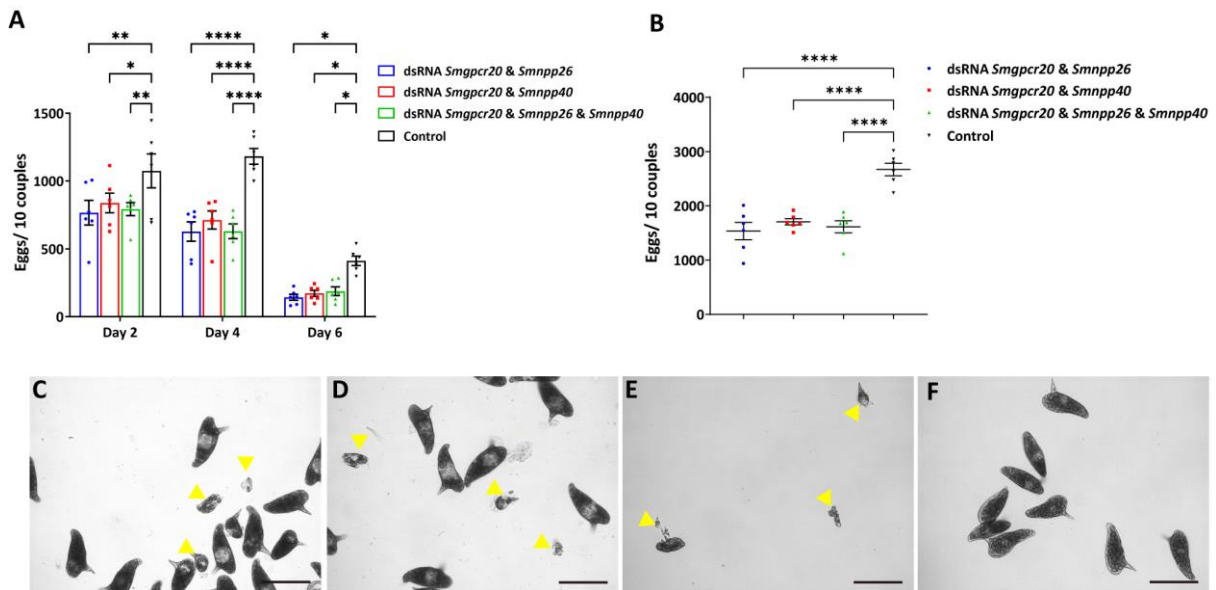 A
** **** *
* **** *
** **** *
dsRNA Smgpcr20 & Smnpp26
dsRNA Smgpcr20 & Smnpp40
dsRNA Smgpcr20 & Smnpp26 & Smnpp40
Control
Eggs/ 10 couples
1500
1000
500
0
Day 2 Day 4 Day 6
B
****
****
****
dsRNA Smgpcr20 & Smnpp26
dsRNA Smgpcr20 & Smnpp40
dsRNA Smgpcr20 & Smnpp26 & Smnpp40
Control
Eggs/ 10 couples
4000
3000
2000
1000
0
C D E F